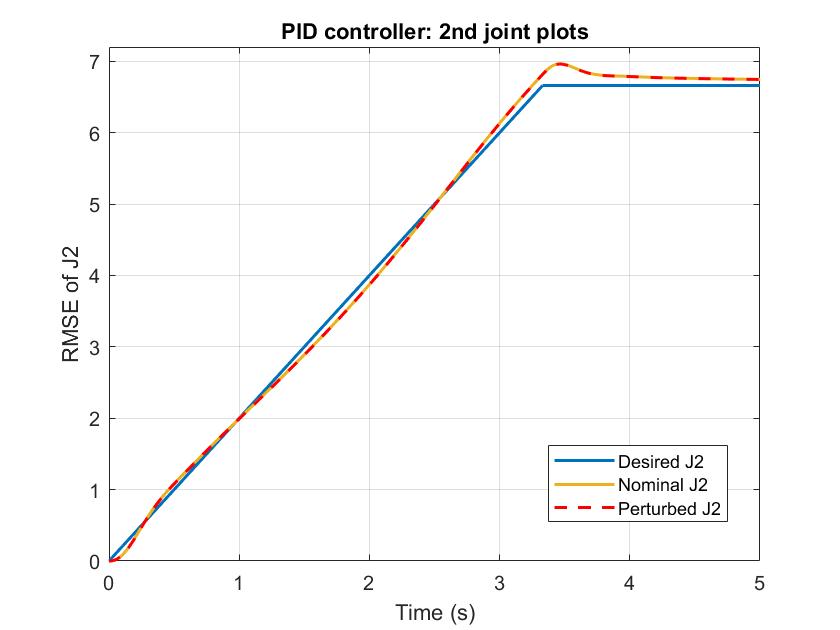 PID controller: 2nd joint plots
7
6
5
4
3
2
1
0
RMSE of J2
Desired J2
Nominal J2
Perturbed J2
0 1 2 3 4 5
Time (s)